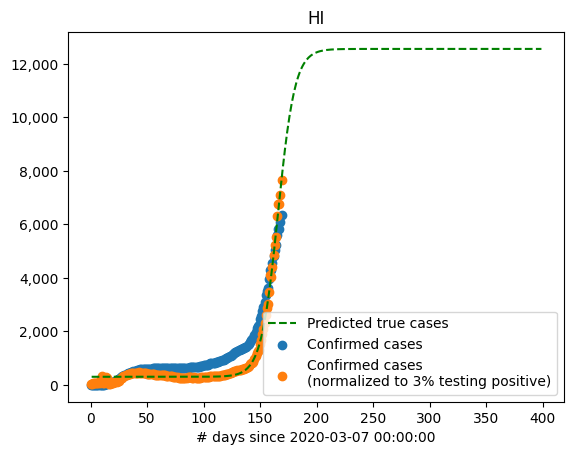 HI
12,000
10,000
8,000
6,000
4,000
2,000
0
Predicted true cases
Confirmed cases
Confirmed cases
(normalized to 3% testing positive)
0 50 100 150 200 250 300 350 400
# days since 2020-03-07 00:00:00